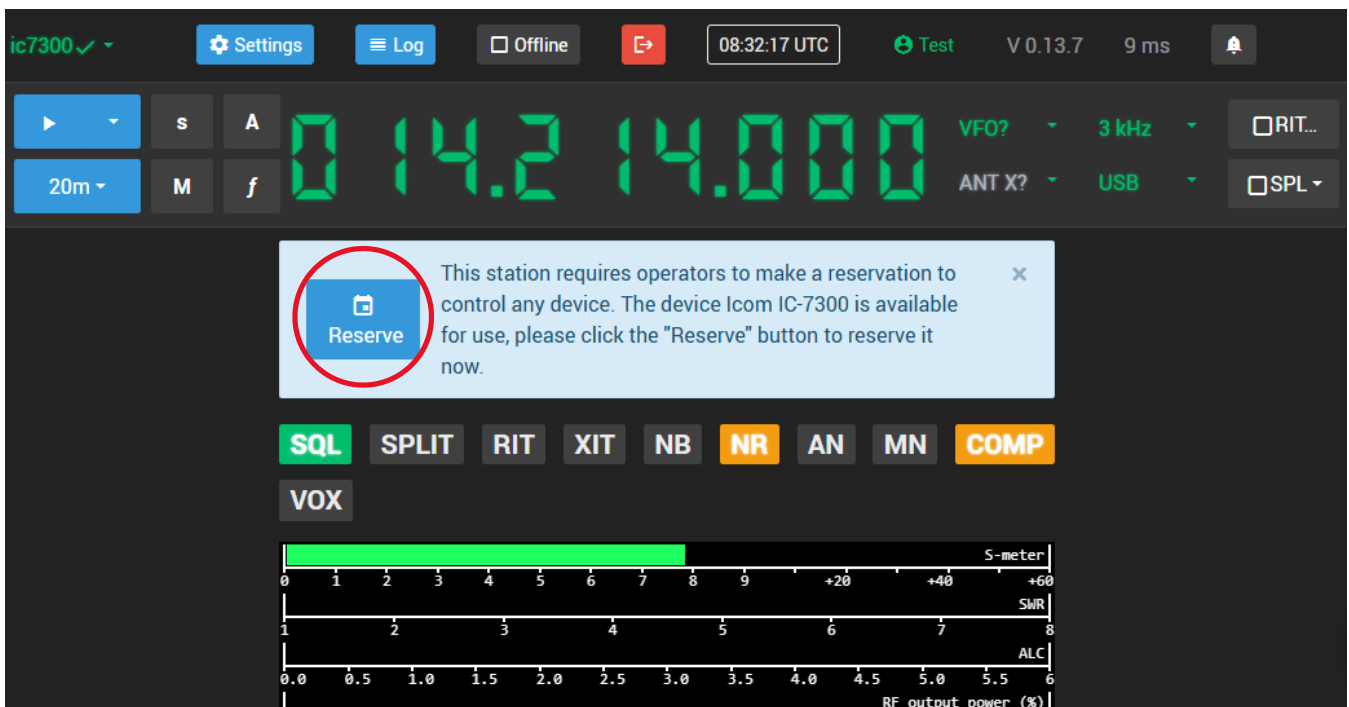 ic7300 Settings Log Offline 08:32:17 UTC Test V 0.13.7 9 ms
s A 014.214.000 VFO? 3 kHz RIT...
20m M f ANT X? USB SPL
This station requires operators to make a reservation to
control any device. The device Icom IC-7300 is available
for use, please click the "Reserve" button to reserve it
now.
Reserve
×
SQL SPLIT RIT XIT NB NR AN MN COMP
VOX
S-meter
0 1 2 3 4 5 6 7 8 9 +20 +40 +60
SWR
1 2 3 4 5 6 7 8
ALC
0.0 0.5 1.0 1.5 2.0 2.5 3.0 3.5 4.0 4.5 5.0 5.5 6
RF output power (%)